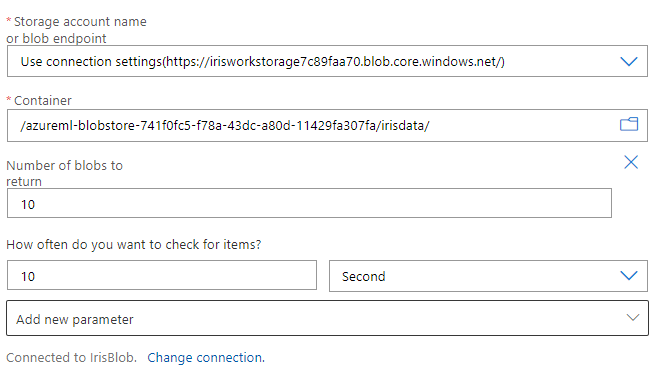 * Storage account name
or blob endpoint
Use connection settings(https://irisworkstorage7c89faa70.blob.core.windows.net/)
* Container
/azureml-blobstore-741f0fc5-f78a-43dc-a80d-11429fa307fa/irisdata/
Number of blobs to
return
10
How often do you want to check for items?
10
Second
Add new parameter
Connected to IrisBlob. Change connection.